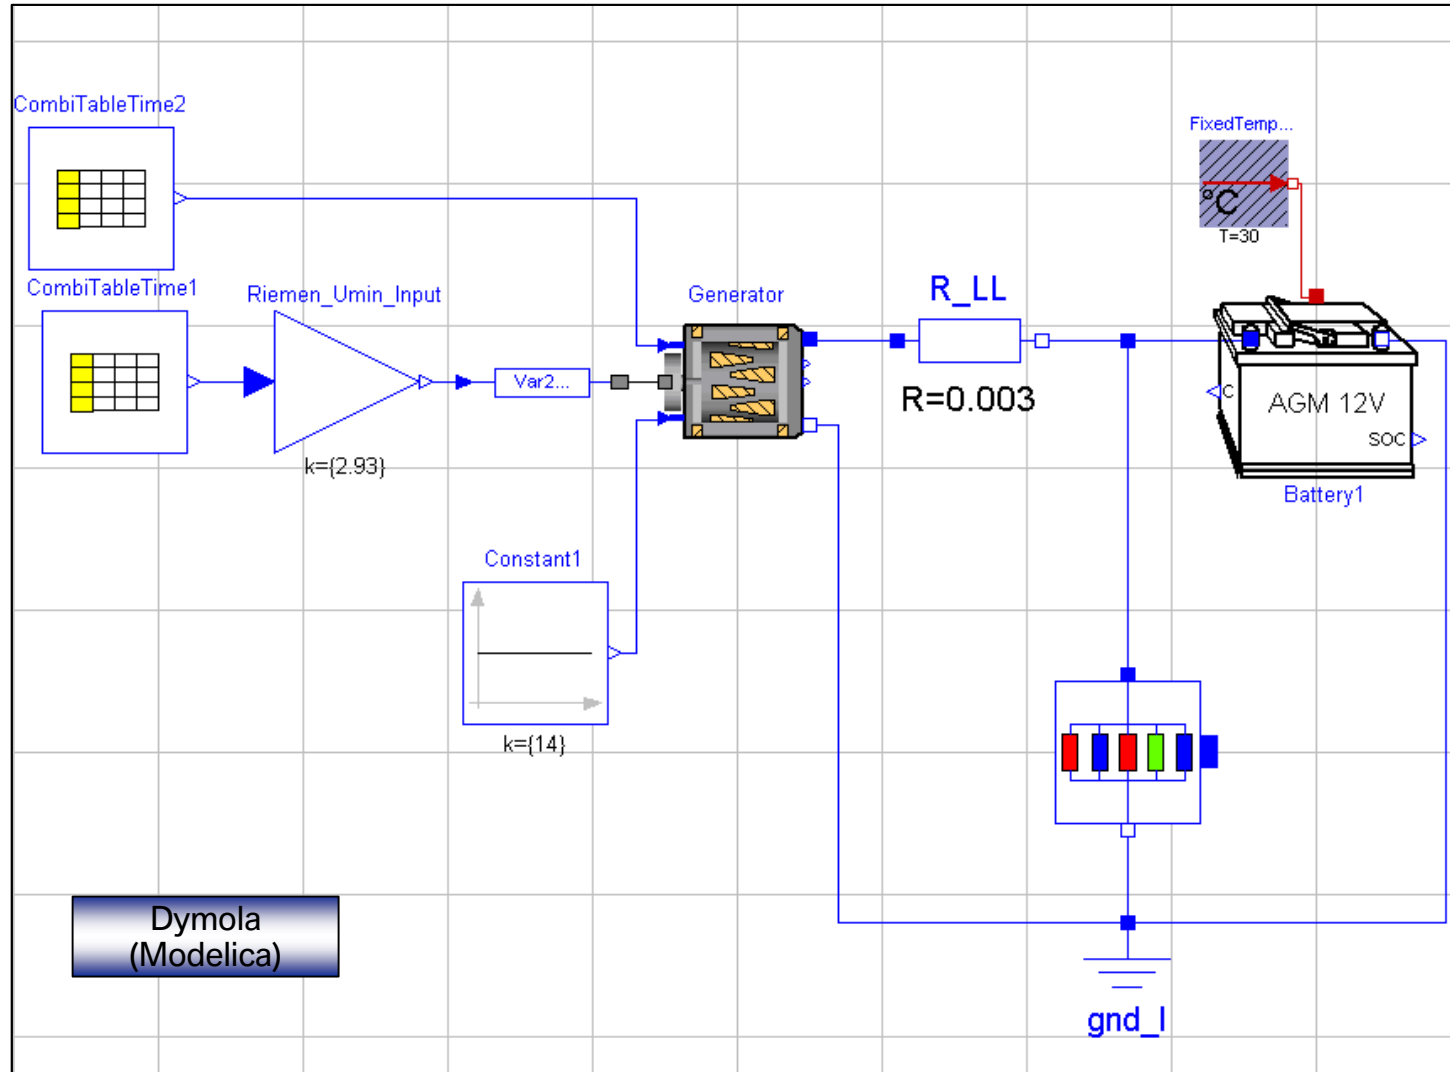 CombiTableTime2
FixedTemp...
°C
T=30
CombiTableTime1
Riemen_Umin_Input
Generator
R_LL
Var2...
R=0.003
C
AGM 12V
SOC
k={2.93}
Battery1
Constant1
k={14}
Dymola
(Modelica)
gnd_l